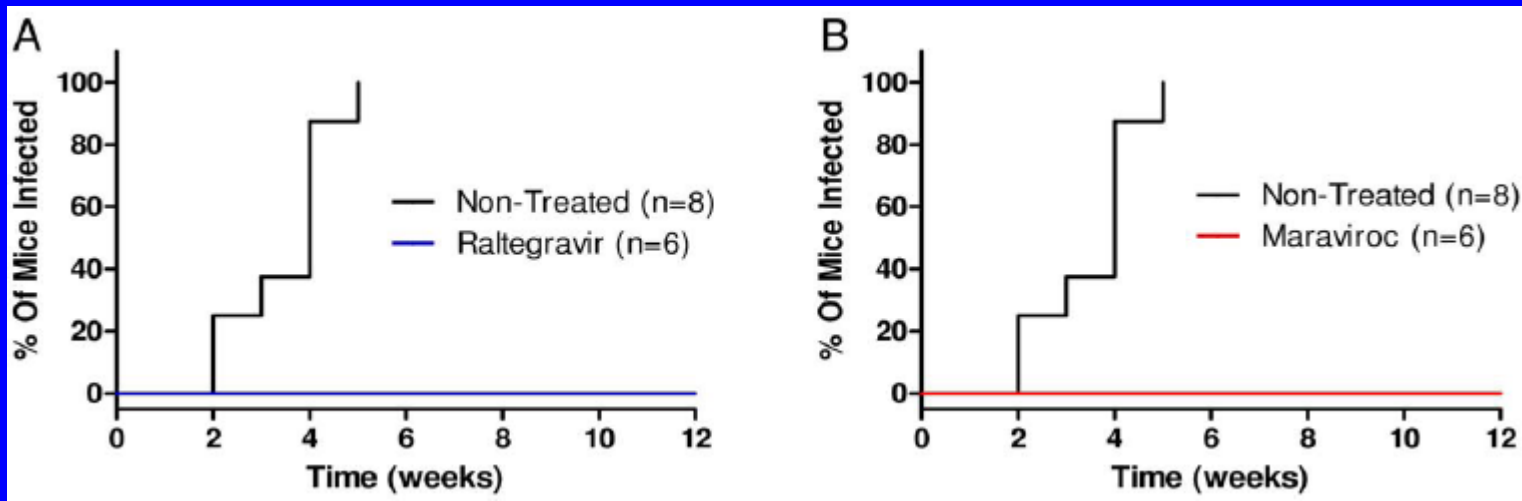 A
% Of Mice Infected
100
80
60
40
20
0
Non-Treated (n=8)
Raltegravir (n=6)
0 2 4 6 8 10 12
Time (weeks)
B
% Of Mice Infected
100
80
60
40
20
0
Non-Treated (n=8)
Maraviroc (n=6)
0 2 4 6 8 10 12
Time (weeks)